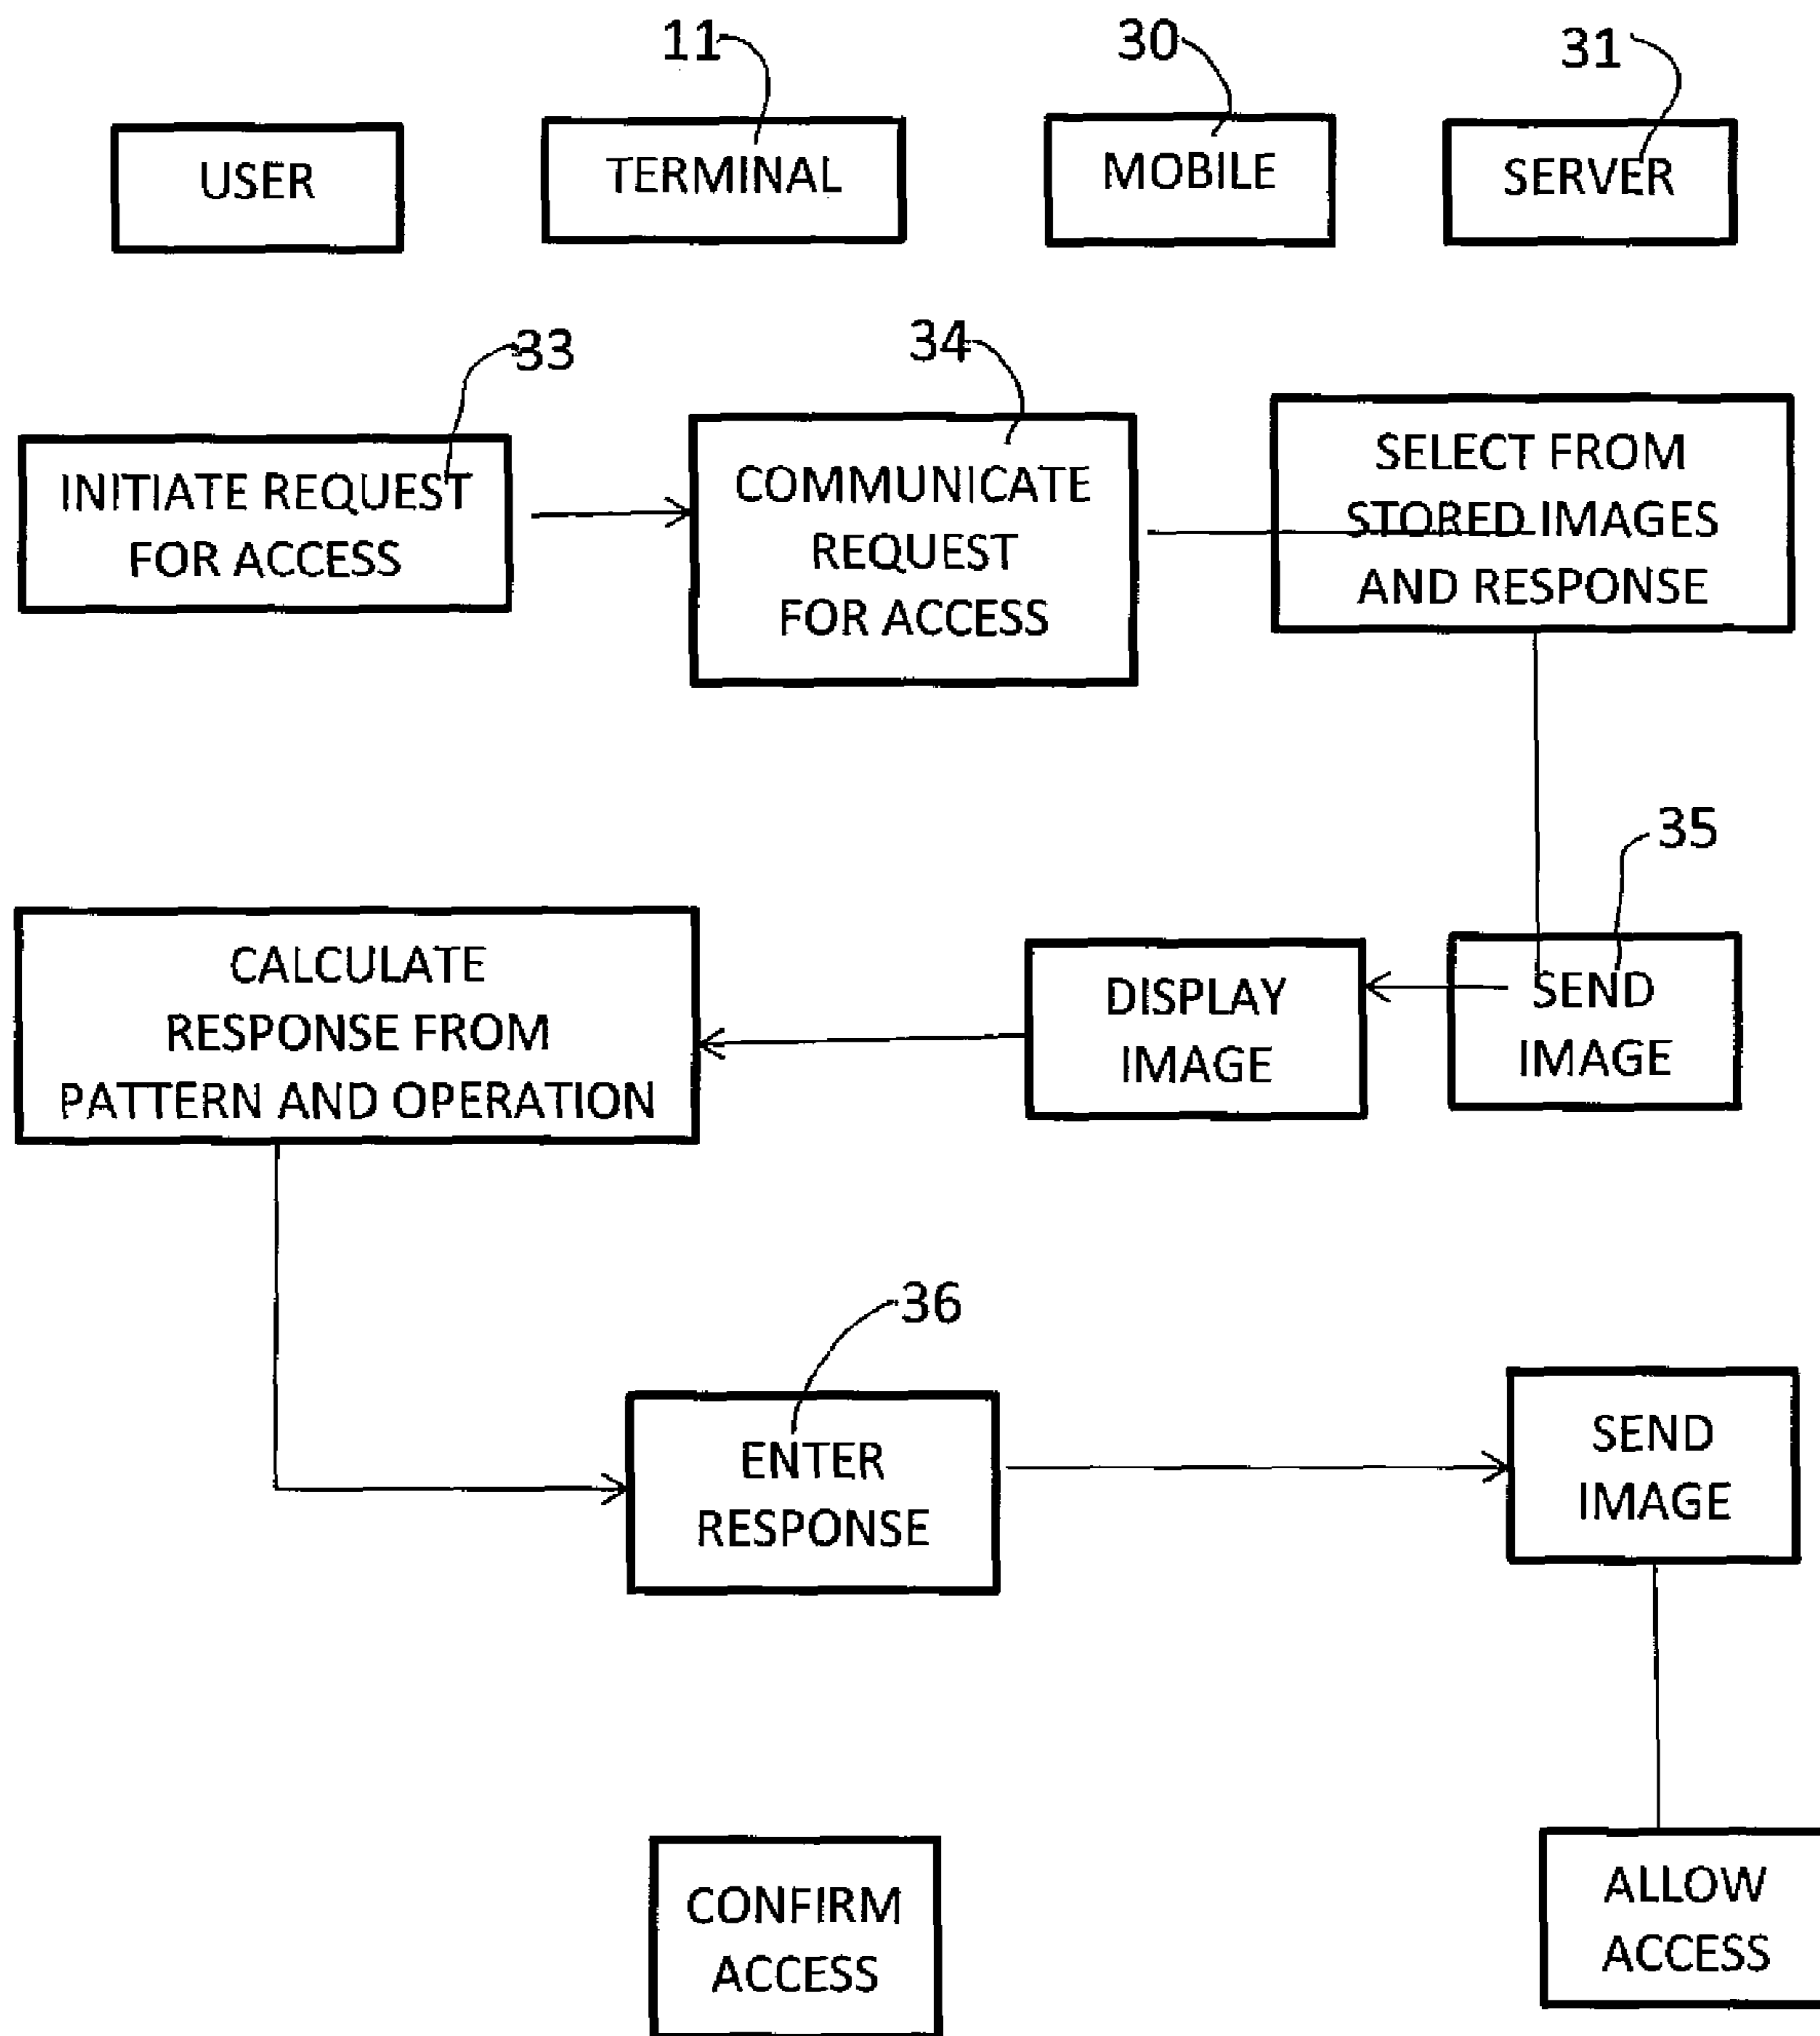 11
30
31
USER
TERMINAL
MOBILE
SERVER
33
34
INITIATE REQUEST
FOR ACCESS
COMMUNICATE
REQUEST
FOR ACCESS
SELECT FROM
STORED IMAGES
AND RESPONSE
35
CALCULATE
RESPONSE FROM
PATTERN AND OPERATION
DISPLAY
IMAGE
SEND
IMAGE
36
ENTER
RESPONSE
SEND
IMAGE
CONFIRM
ACCESS
ALLOW
ACCESS